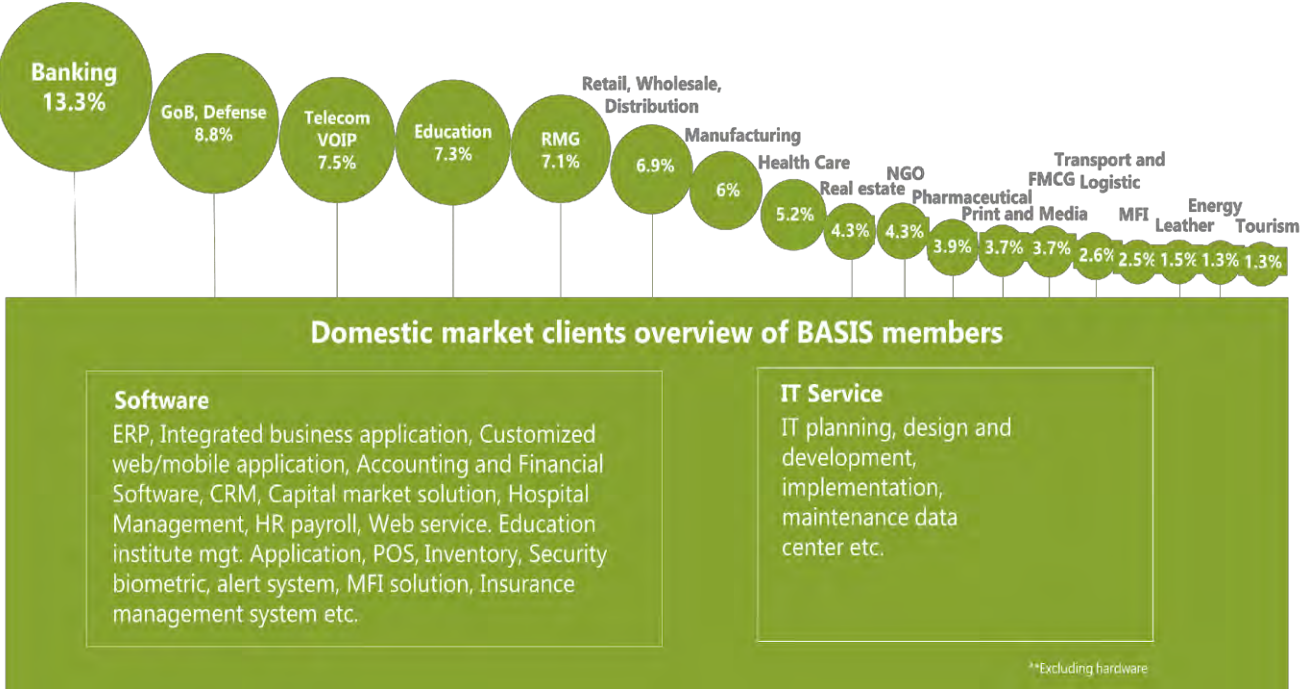 Banking
13.3%
GoB, Defense
8.8%
Telecom
VOIP
7.5%
Education
7.3%
RMG
7.1%
Retail, Wholesale,
Distribution
6.9%
Manufacturing
6%
Health Care
5.2%
Real estate
4.3%
NGO
4.3%
Pharmaceutical
3.9%
Print and Media
3.7%
FMCG
3.7%
Transport and
Logistic
2.6%
MFI
2.5%
Leather
1.5%
Energy
1.3%
Tourism
1.3%
Domestic market clients overview of BASIS members
Software
ERP, Integrated business application, Customized
web/mobile application, Accounting and Financial
Software, CRM, Capital market solution, Hospital
Management, HR payroll, Web service. Education
institute mgt. Application, POS, Inventory, Security
biometric, alert system, MFI solution, Insurance
management system etc.
IT Service
IT planning, design and
development,
implementation,
maintenance data
center etc.
**Excluding hardware